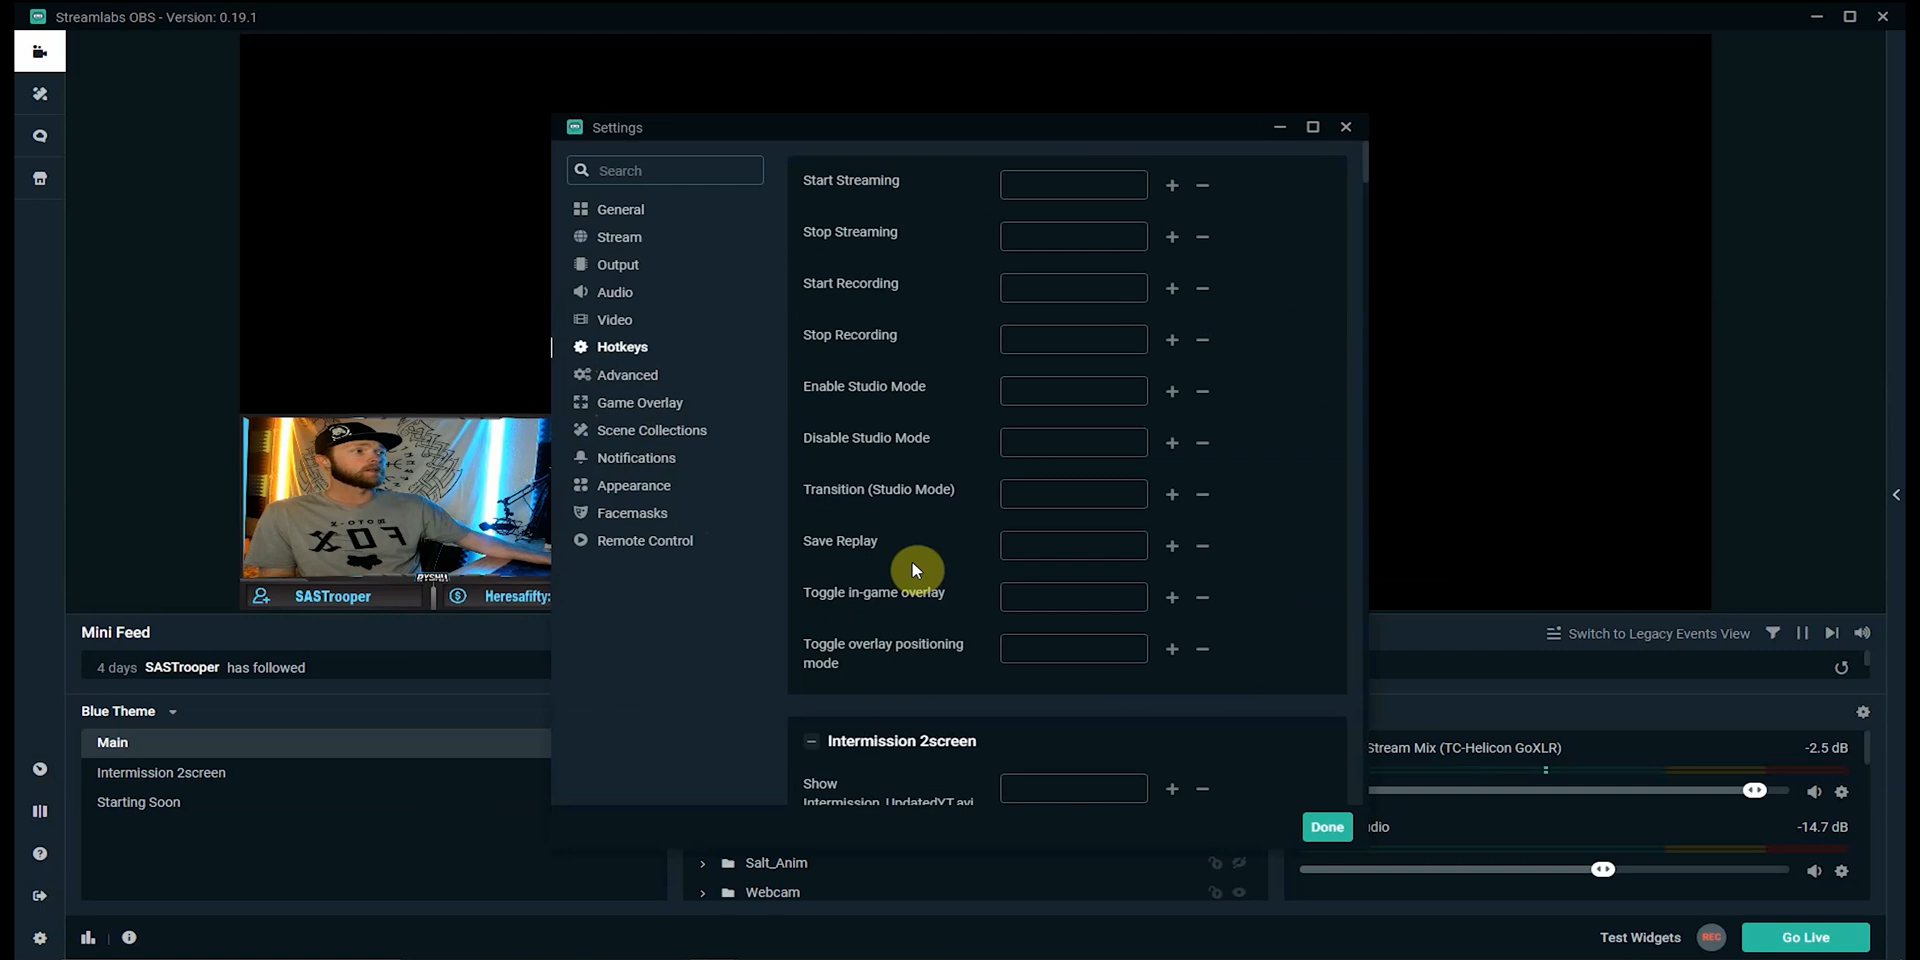 Streamlabs OBS - Version: 0.19.1
Settings
Search
General
Stream
Output
Audio
Video
Hotkeys
Advanced
Game Overlay
Scene Collections
Notifications
Appearance
Facemasks
Remote Control
Start Streaming
Stop Streaming
Start Recording
Stop Recording
Enable Studio Mode
Disable Studio Mode
Transition (Studio Mode)
Save Replay
Toggle in-game overlay
Toggle overlay positioning
mode
Intermission 2screen
Show
Intermission_UpdatedYT.avi
Done
SASTrooper
Heresafifty:
Mini Feed
Switch to Legacy Events View
4 days SASTrooper has followed
Blue Theme
Main
Intermission 2screen
Starting Soon
Salt_Anim
Webcam
Stream Mix (TC-Helicon GoXLR)
-2.5 dB
dio
-14.7 dB
Test Widgets
REC
Go Live